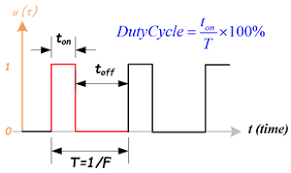 u (t)
t_on
DutyCycle = t_on/T × 100%
t_off
1
0
t (time)
T=1/F